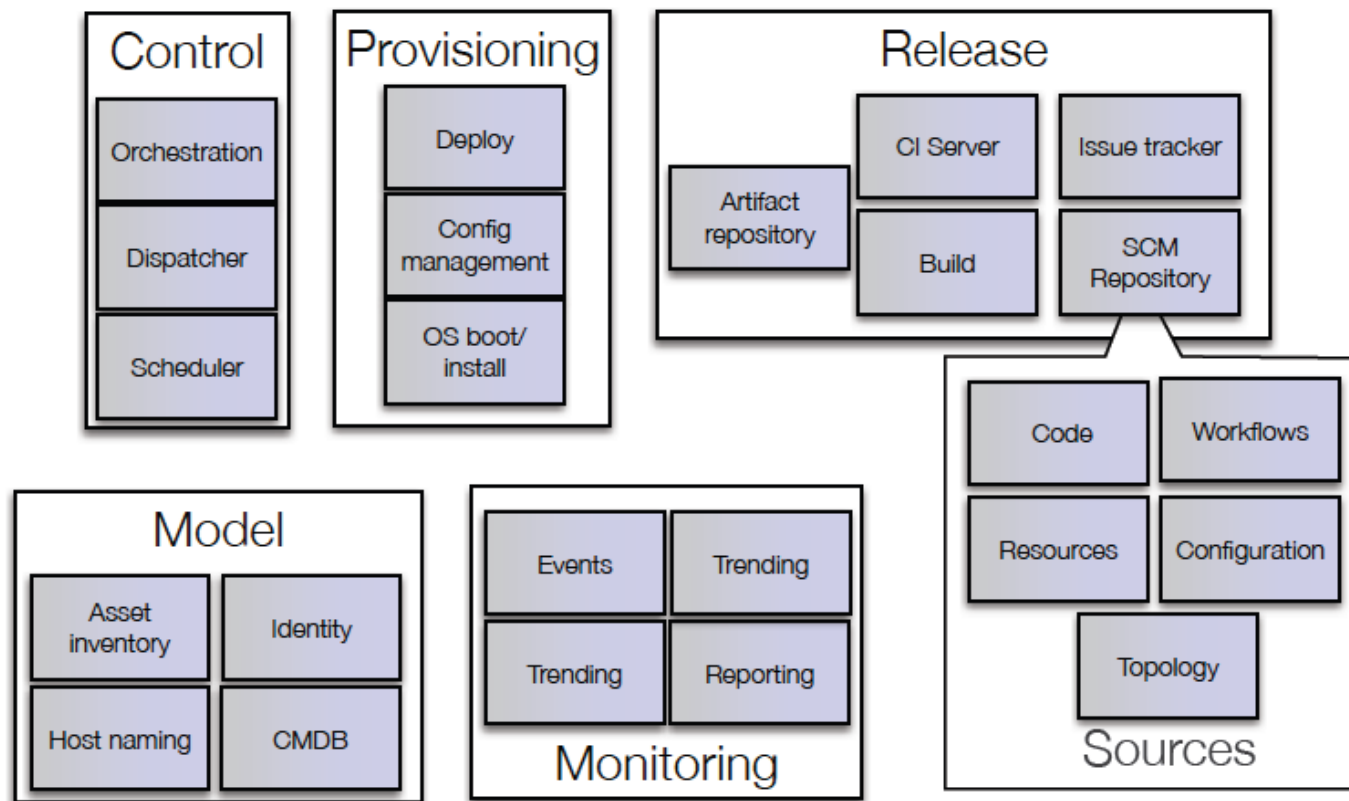 Control
Orchestration
Dispatcher
Scheduler
Provisioning
Deploy
Config
management
OS boot/
install
Release
Artifact
repository
CI Server
Issue tracker
Build
SCM
Repository
Code
Workflows
Resources
Configuration
Topology
Sources
Model
Asset
inventory
Identity
Host naming
CMDB
Events
Trending
Trending
Reporting
Monitoring